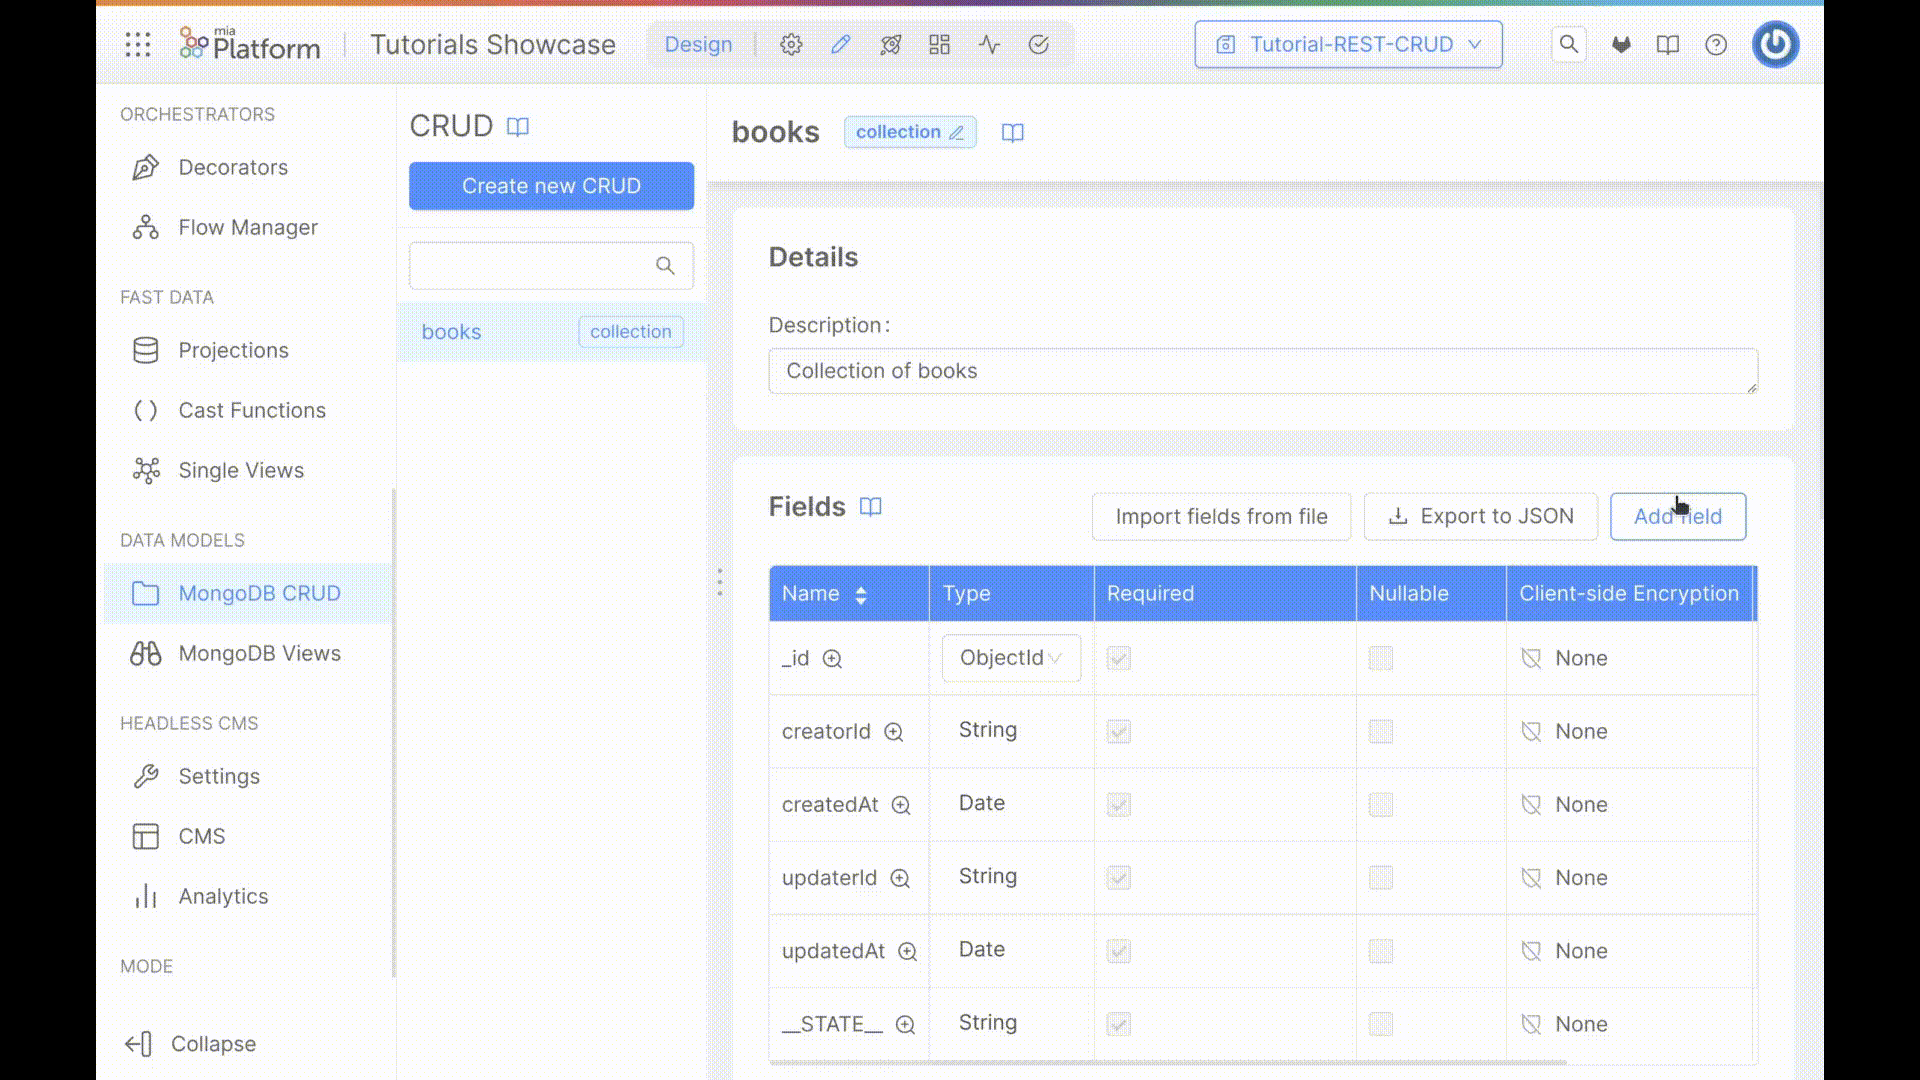 mia Platform
Tutorials Showcase
Design
Tutorial-REST-CRUD
ORCHESTRATORS
Decorators
Flow Manager
FAST DATA
Projections
Cast Functions
Single Views
DATA MODELS
MongoDB CRUD
MongoDB Views
HEADLESS CMS
Settings
CMS
Analytics
MODE
Collapse
CRUD
Create new CRUD
books collection
books collection
Details
Description:
Collection of books
Fields
Import fields from file
Export to JSON
Add field
Name Type Required Nullable Client-side Encryption
_id ObjectId None
creatorId String None
createdAt Date None
updaterId String None
updatedAt Date None
__STATE__ String None